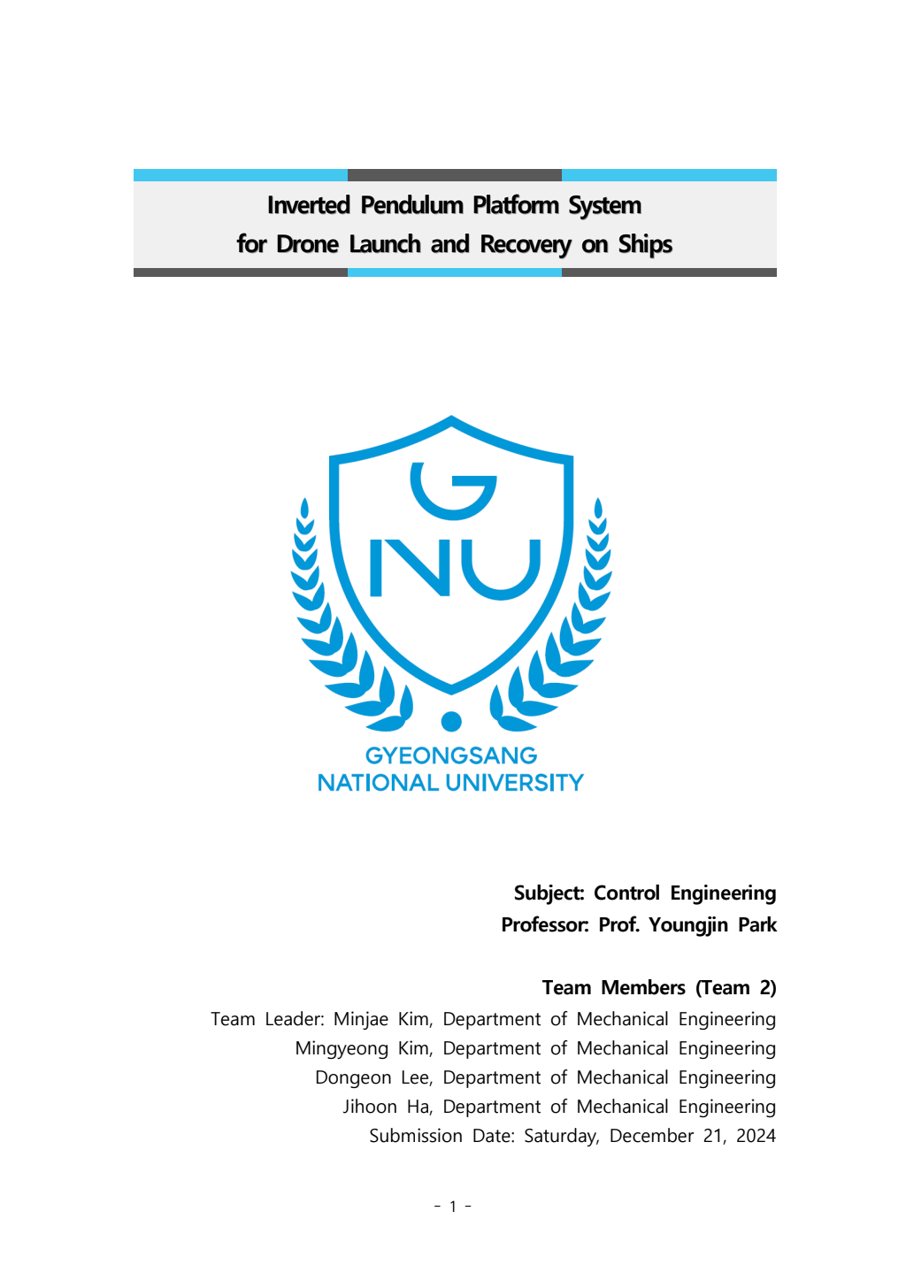 Inverted Pendulum Platform System
for Drone Launch and Recovery on Ships
G
NU
GYEONGSANG
NATIONAL UNIVERSITY
Subject: Control Engineering
Professor: Prof. Youngjin Park
Team Members (Team 2)
Team Leader: Minjae Kim, Department of Mechanical Engineering
Mingyeong Kim, Department of Mechanical Engineering
Dongeon Lee, Department of Mechanical Engineering
Jihoon Ha, Department of Mechanical Engineering
Submission Date: Saturday, December 21, 2024
- 1 -